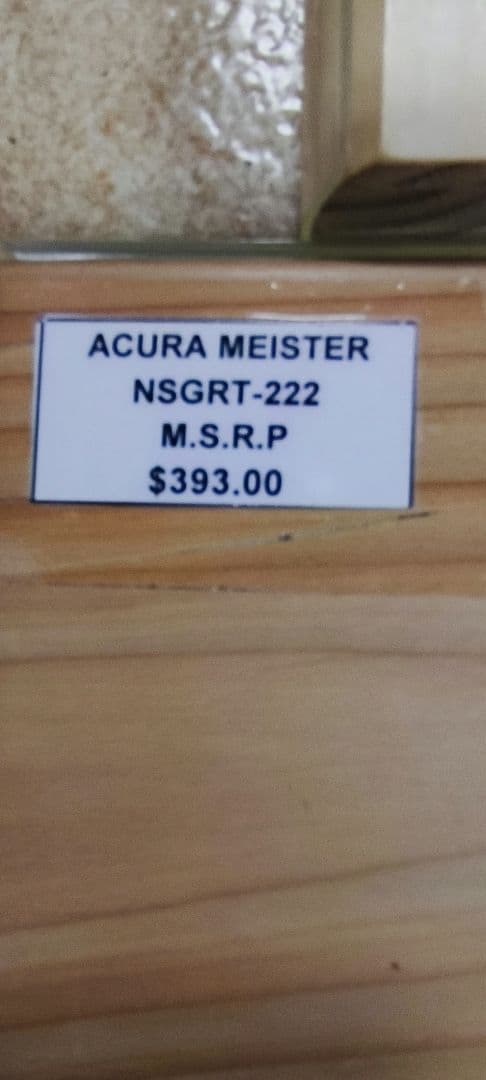 ACURA MEISTER
NSGRT-222
M.S.R.P
$393.00